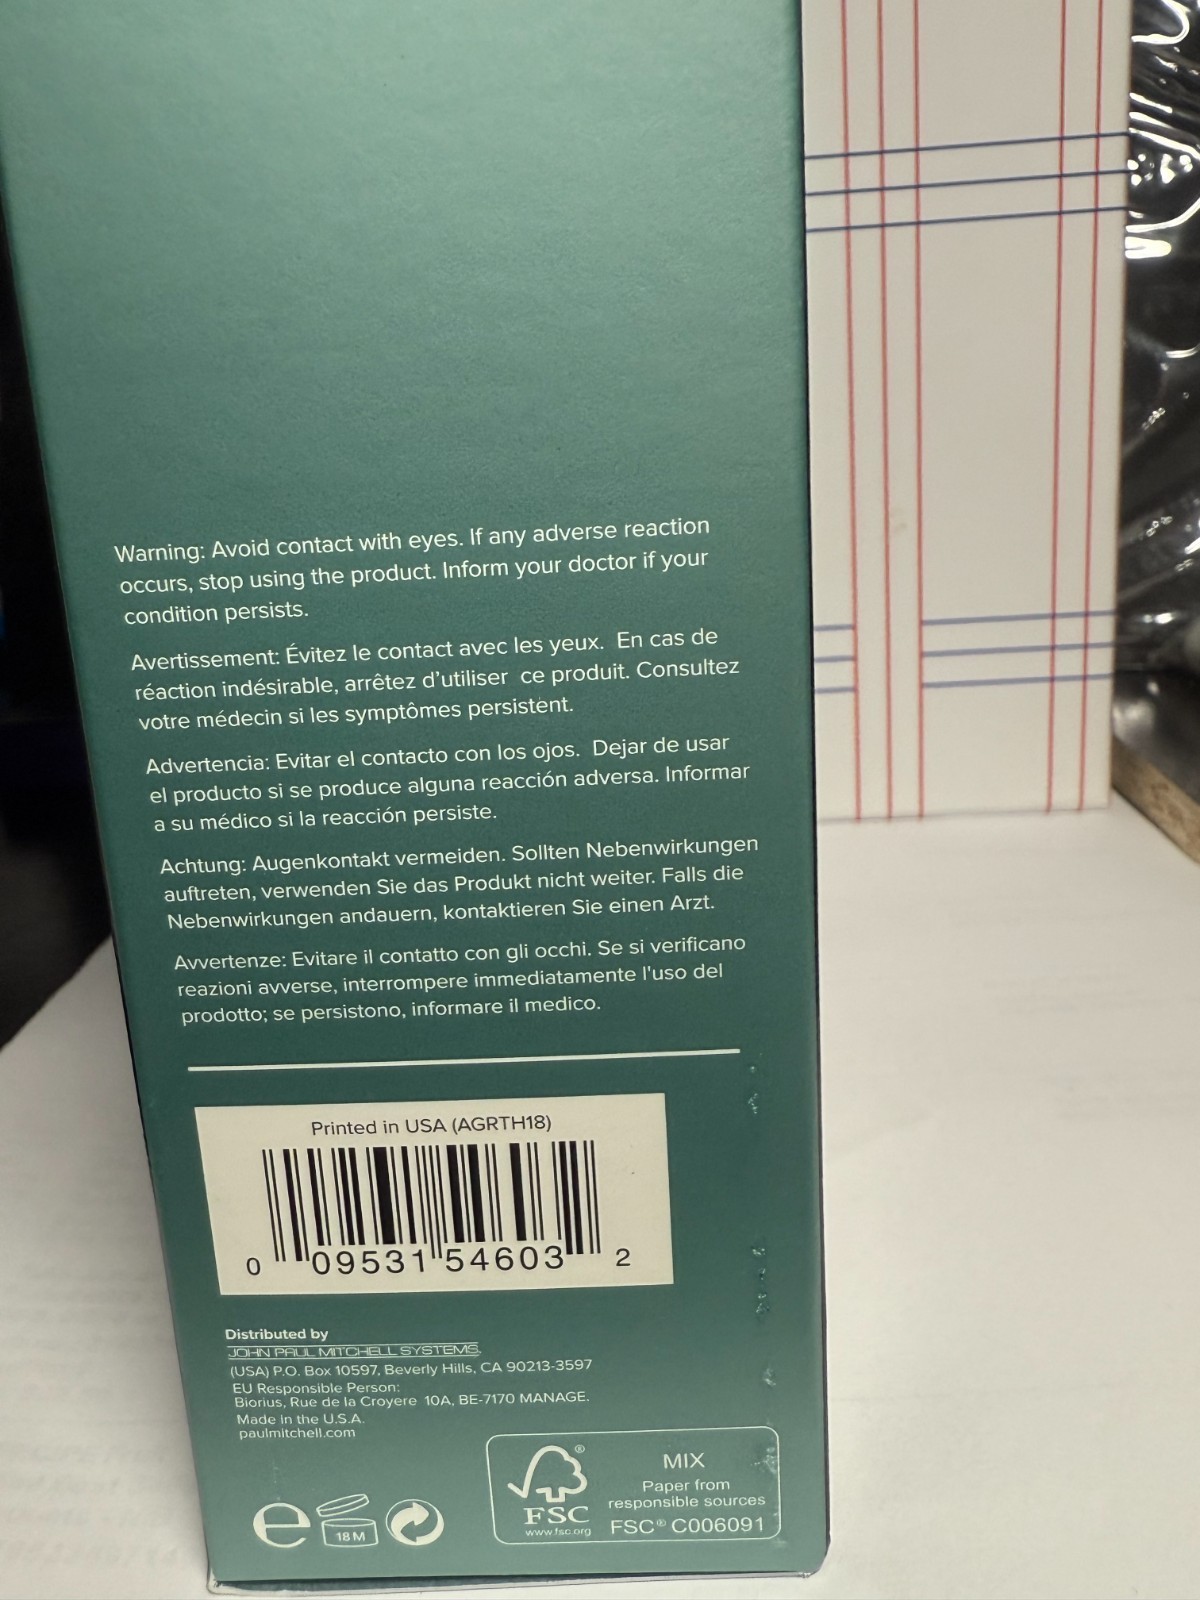 Warning: Avoid contact with eyes. If any adverse reaction
occurs, stop using the product. Inform your doctor if your
condition persists.
Avertissement: Évitez le contact avec les yeux. En cas de
réaction indésirable, arrêtez d'utiliser ce produit. Consultez
votre médecin si les symptômes persistent.
Advertencia: Evitar el contacto con los ojos. Dejar de usar
el producto si se produce alguna reacción adversa. Informar
a su médico si la reacción persiste.
Achtung: Augenkontakt vermeiden. Sollten Nebenwirkungen
auftreten, verwenden Sie das Produkt nicht weiter. Falls die
Nebenwirkungen andauern, kontaktieren Sie einen Arzt.
Avvertenze: Evitare il contatto con gli occhi. Se si verificano
reazioni avverse, interrompere immediatamente l'uso del
prodotto; se persistono, informare il medico.
Printed in USA (AGRTH18)
0 09531 54603 2
Distributed by
JOHN PAUL MITCHELL SYSTEMS.
(USA) P.O. Box 10597, Beverly Hills, CA 90213-3597
EU Responsible Person:
Biorius, Rue de la Croyere 10A, BE-7170 MANAGE.
Made in the U.S.A.
paulmitchell.com
e
18 M
®
FSC
www.fsc.org
MIX
Paper from
responsible sources
FSC® C006091